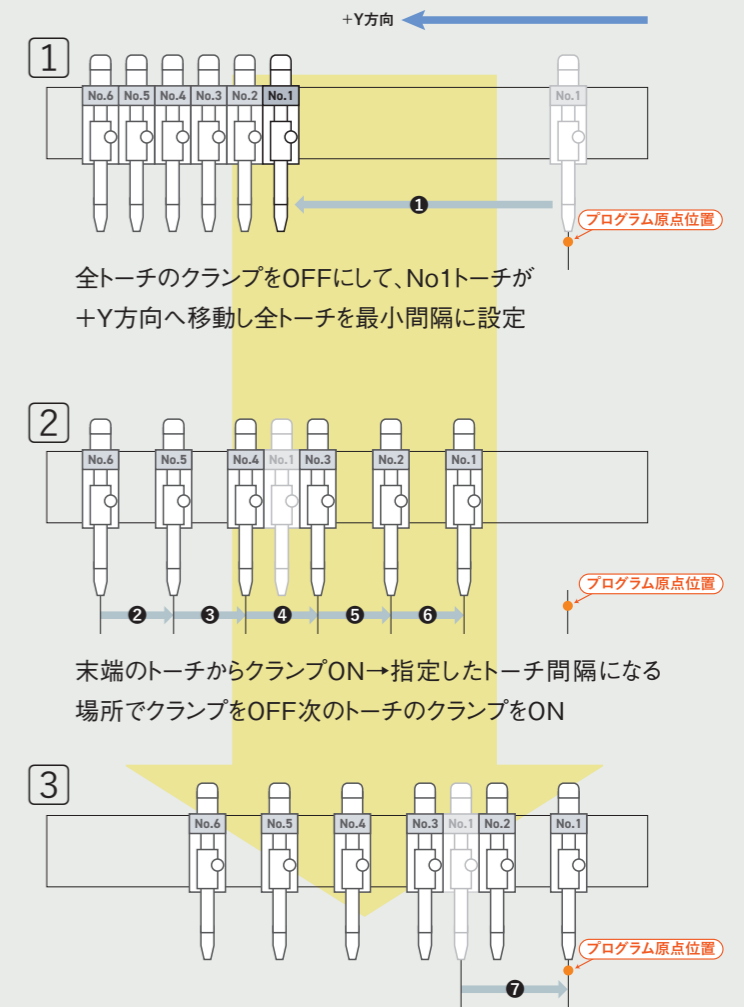 +Y方向
1
No.6 No.5 No.4 No.3 No.2 No.1 No.1
❶
プログラム原点位置
全トーチのクランプをOFFにして、No1トーチが
+Y方向へ移動し全トーチを最小間隔に設定
2
No.6 No.5 No.4 No.1 No.3 No.2 No.1
プログラム原点位置
❷ ❸ ❹ ❺ ❻
末端のトーチからクランプON→指定したトーチ間隔になる
場所でクランプをOFF次のトーチのクランプをON
3
No.6 No.5 No.4 No.3 No.1 No.2 No.1
プログラム原点位置
❼